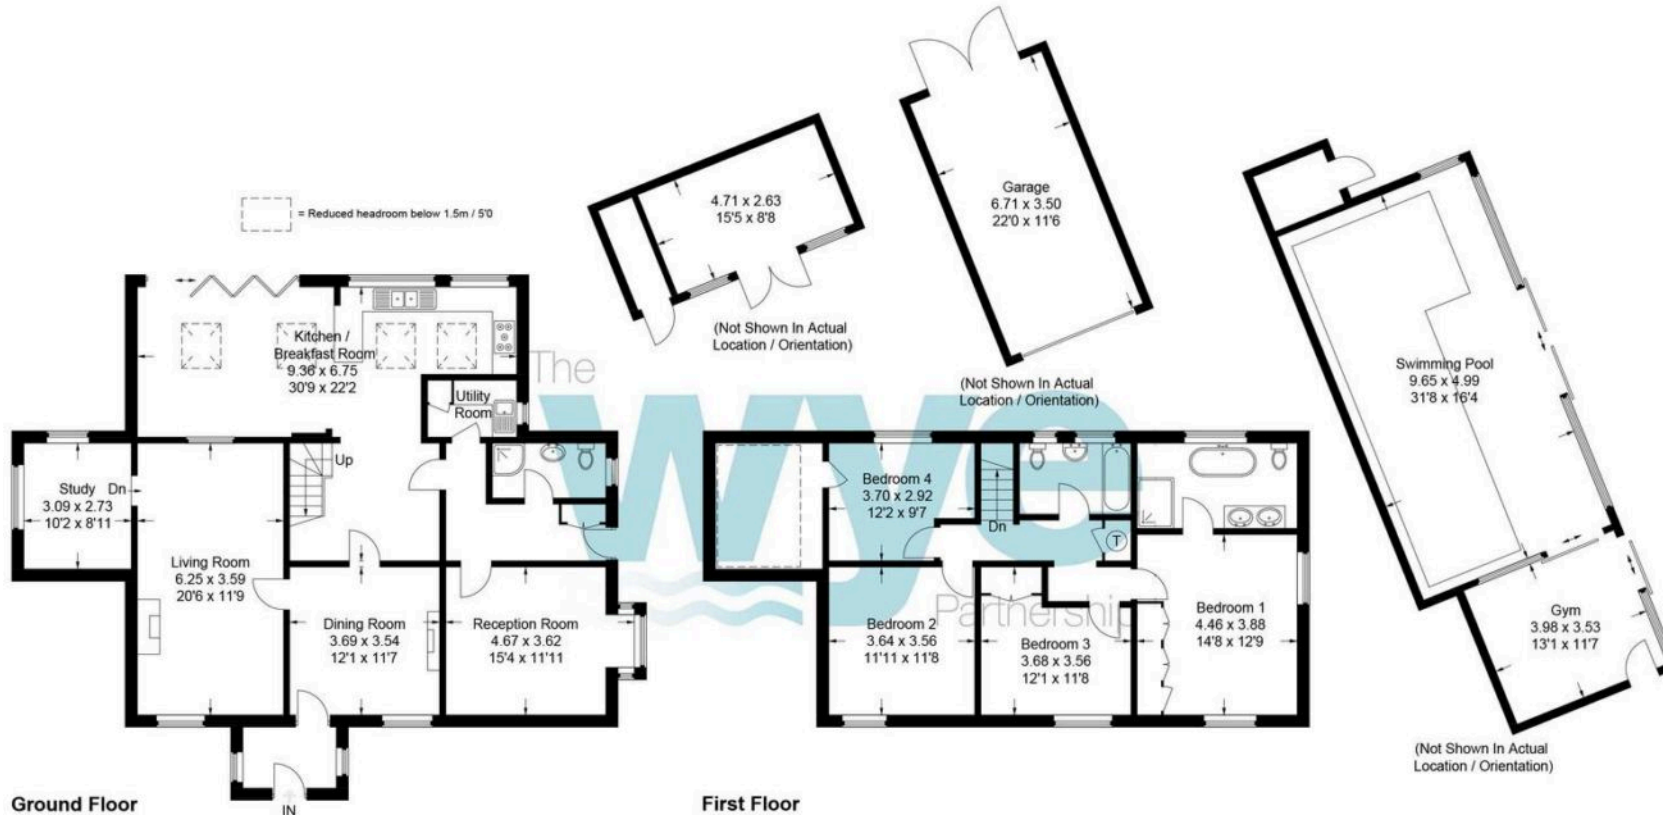 = Reduced headroom below 1.5m / 5'0
4.71 x 2.63
15'5 x 8'8
(Not Shown In Actual
Location / Orientation)
Garage
6.71 x 3.50
22'0 x 11'6
(Not Shown In Actual
Location / Orientation)
Swimming Pool
9.65 x 4.99
31'8 x 16'4
Gym
3.98 x 3.53
13'1 x 11'7
(Not Shown In Actual
Location / Orientation)
Kitchen /
Breakfast Room
9.36 x 6.75
30'9 x 22'2
Utility
Room
Up
Study
3.09 x 2.73
10'2 x 8'11
Dn
Living Room
6.25 x 3.59
20'6 x 11'9
Dining Room
3.69 x 3.54
12'1 x 11'7
Reception Room
4.67 x 3.62
15'4 x 11'11
IN
Ground Floor
The
wye
Partnership
Bedroom 4
3.70 x 2.92
12'2 x 9'7
Dn
T
Bedroom 2
3.64 x 3.56
11'11 x 11'8
Bedroom 3
3.68 x 3.56
12'1 x 11'8
Bedroom 1
4.46 x 3.88
14'8 x 12'9
First Floor